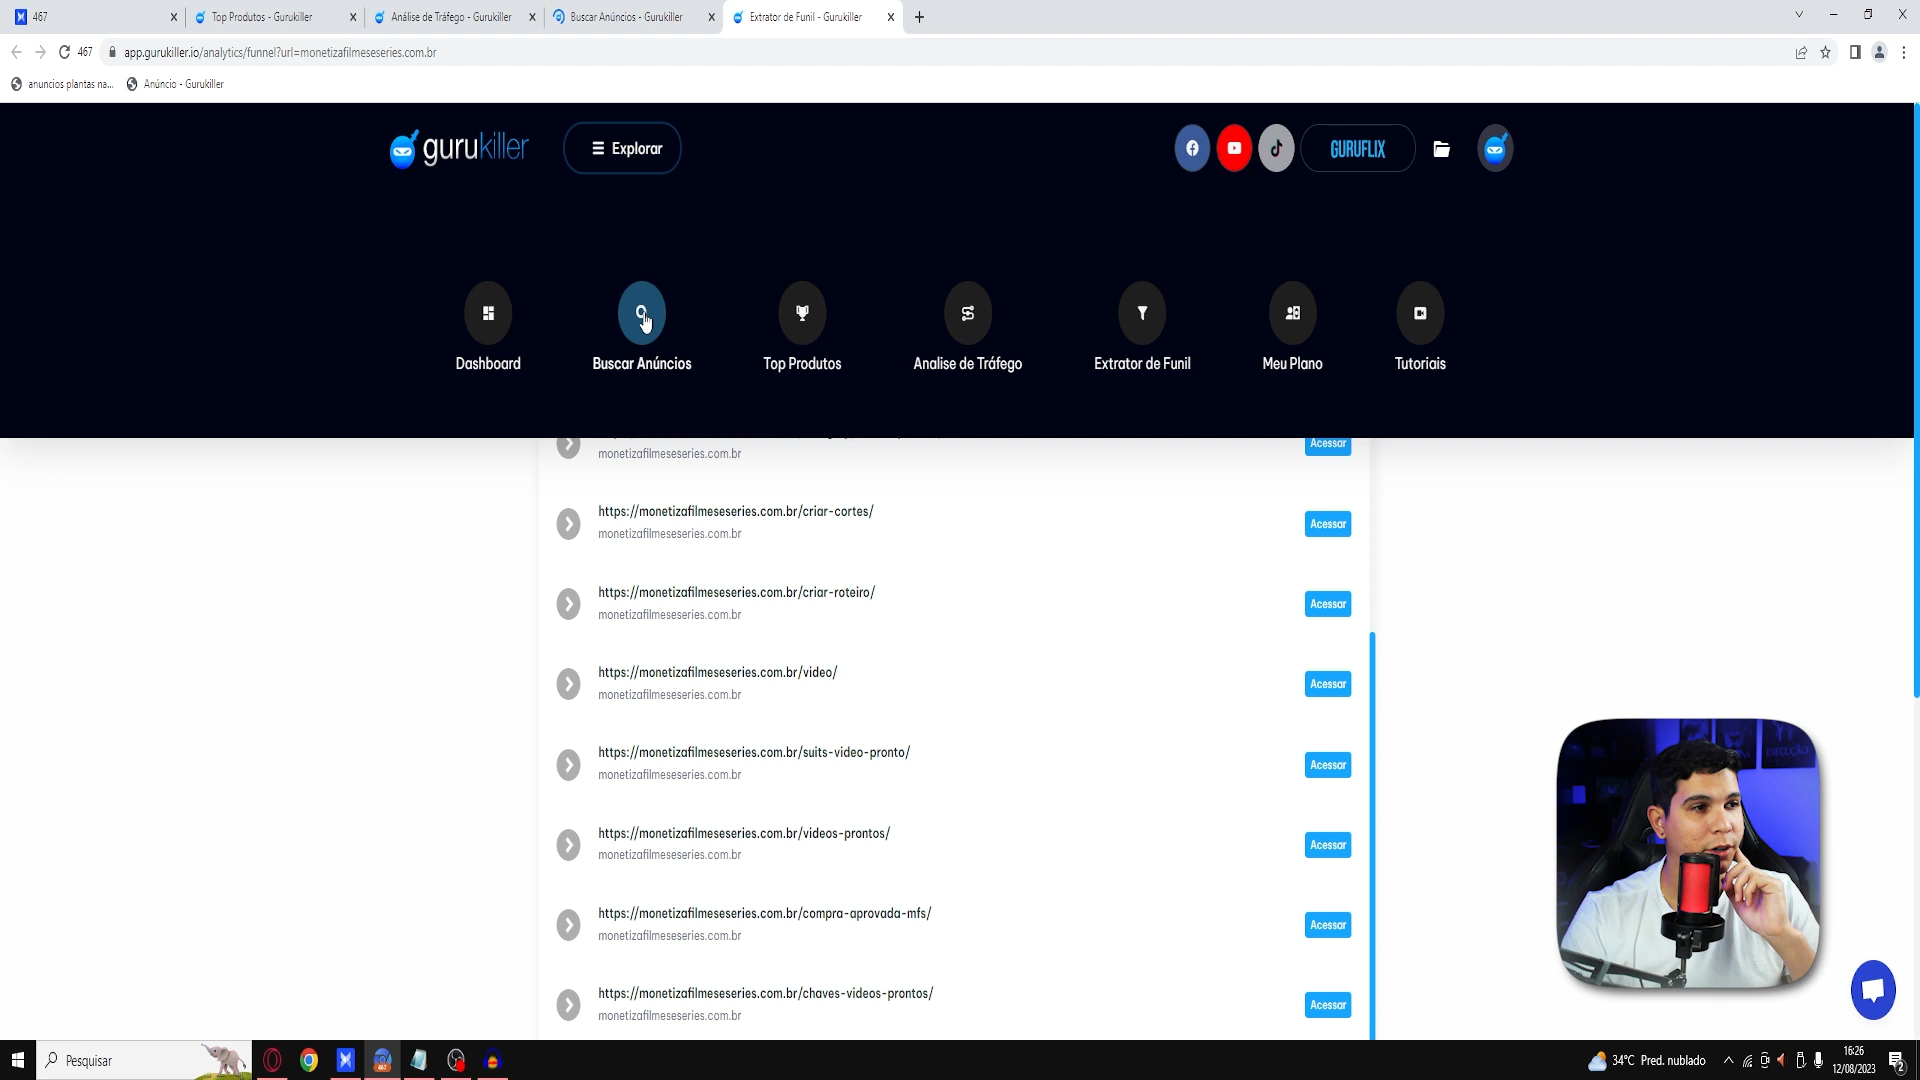 467
Top Produtos - Gurukiller
Análise de Tráfego - Gurukiller
Buscar Anúncios - Gurukiller
Extrator de Funil - Gurukiller
467
app.gurukiller.io/analytics/funnel?url=monetizafilmeseseries.com.br
anuncios plantas na...
Anúncio - Gurukiller
gurukiller
Explorar
GURUFLIX
Dashboard
Buscar Anúncios
Top Produtos
Analise de Tráfego
Extrator de Funil
Meu Plano
Tutoriais
Acessar
monetizafilmeseseries.com.br
https://monetizafilmeseseries.com.br/criar-cortes/
monetizafilmeseseries.com.br
Acessar
https://monetizafilmeseseries.com.br/criar-roteiro/
monetizafilmeseseries.com.br
Acessar
https://monetizafilmeseseries.com.br/video/
monetizafilmeseseries.com.br
Acessar
https://monetizafilmeseseries.com.br/suits-video-pronto/
monetizafilmeseseries.com.br
Acessar
https://monetizafilmeseseries.com.br/videos-prontos/
monetizafilmeseseries.com.br
Acessar
https://monetizafilmeseseries.com.br/compra-aprovada-mfs/
monetizafilmeseseries.com.br
Acessar
https://monetizafilmeseseries.com.br/chaves-videos-prontos/
monetizafilmeseseries.com.br
Acessar
EXECUÇÃO
Pesquisar
467
34°C Pred. nublado
16:26
12/08/2023
2